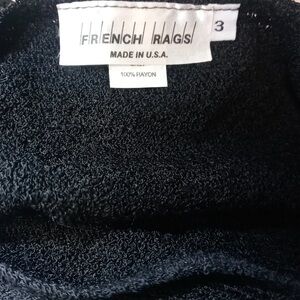 FRENCH RAGS
3
MADE IN U.S.A.
100% RAYON